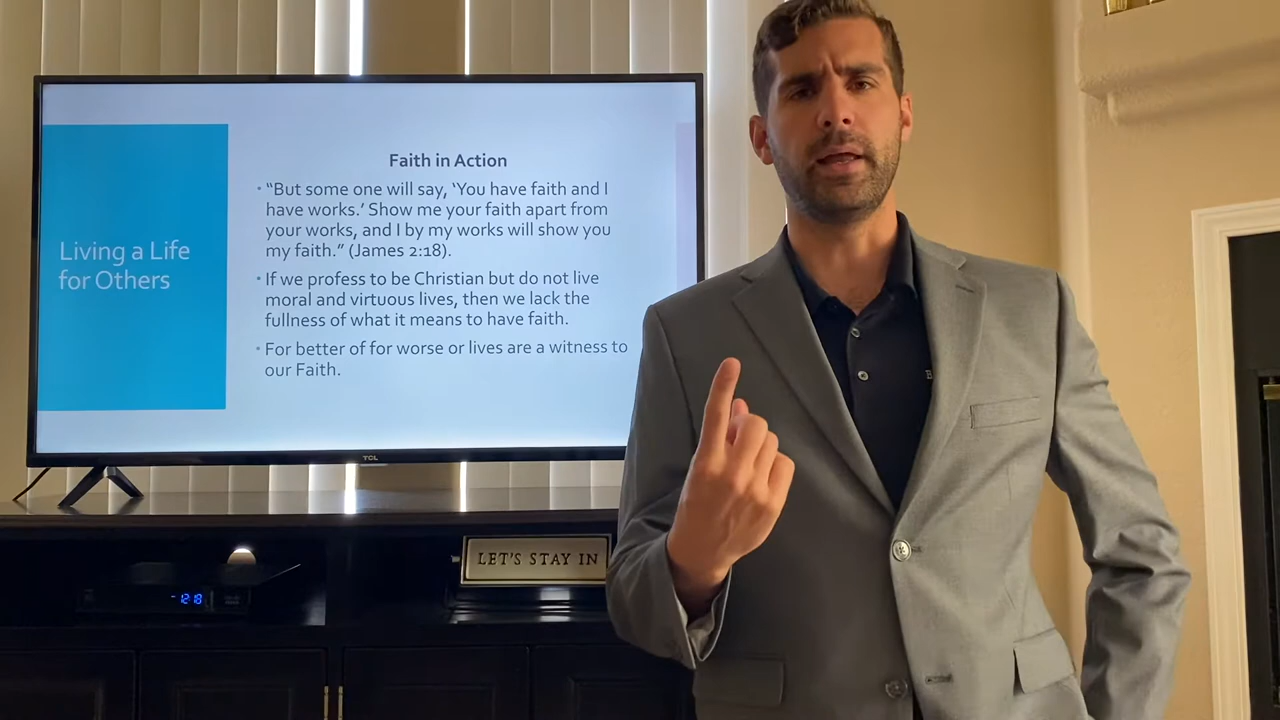 Living a Life
for Others
Faith in Action
• “But some one will say, ‘You have faith and I
have works.’ Show me your faith apart from
your works, and I by my works will show you
my faith.” (James 2:18).
• If we profess to be Christian but do not live
moral and virtuous lives, then we lack the
fullness of what it means to have faith.
• For better of for worse or lives are a witness to
our Faith.
TCL
LET'S STAY IN
12:18